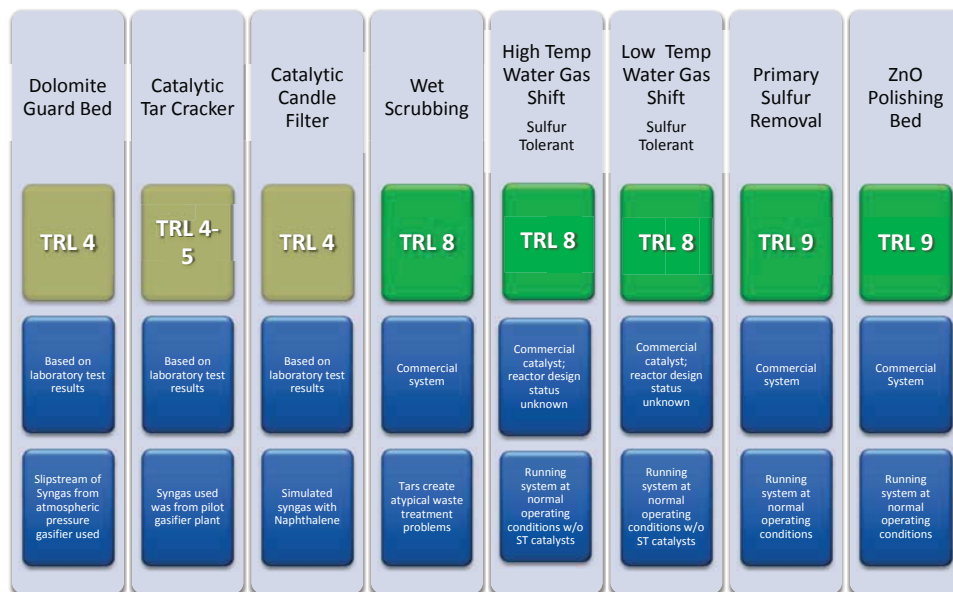 Dolomite
Guard Bed
TRL 4
Based on
laboratory test
results
Slipstream of
Syngas from
atmospheric
pressure
gasifier used
Catalytic
Tar Cracker
TRL 4-
5
Based on
laboratory test
results
Syngas used
was from pilot
gasifier plant
Catalytic
Candle
Filter
TRL 4
Based on
laboratory test
results
Simulated
syngas with
Naphthalene
Wet
Scrubbing
TRL 8
Commercial
system
Tars create
atypical waste
treatment
problems
High Temp
Water Gas
Shift
Sulfur
Tolerant
TRL 8
Commercial
catalyst;
reactor design
status
unknown
Running
system at
normal
operating
conditions w/o
ST catalysts
Low Temp
Water Gas
Shift
Sulfur
Tolerant
TRL 8
Commercial
catalyst;
reactor design
status
unknown
Running
system at
normal
operating
conditions w/o
ST catalysts
Primary
Sulfur
Removal
TRL 9
Commercial
system
Running
system at
normal
operating
conditions
ZnO
Polishing
Bed
TRL 9
Commercial
System
Running
system at
normal
operating
conditions